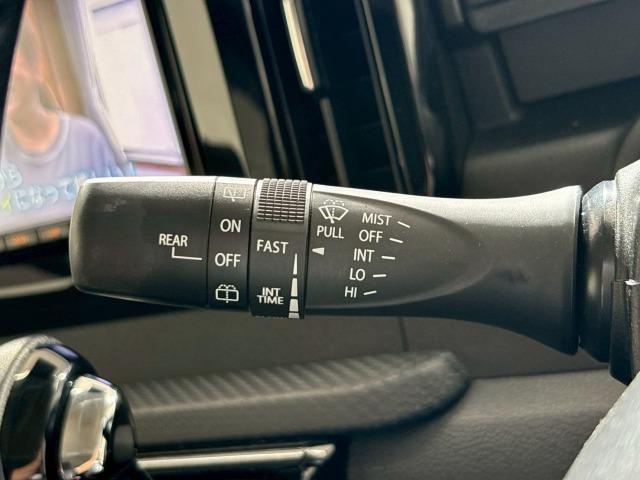 REAR
ON
OFF
FAST
INT
TIME
PULL
MIST
OFF
INT
LO
HI